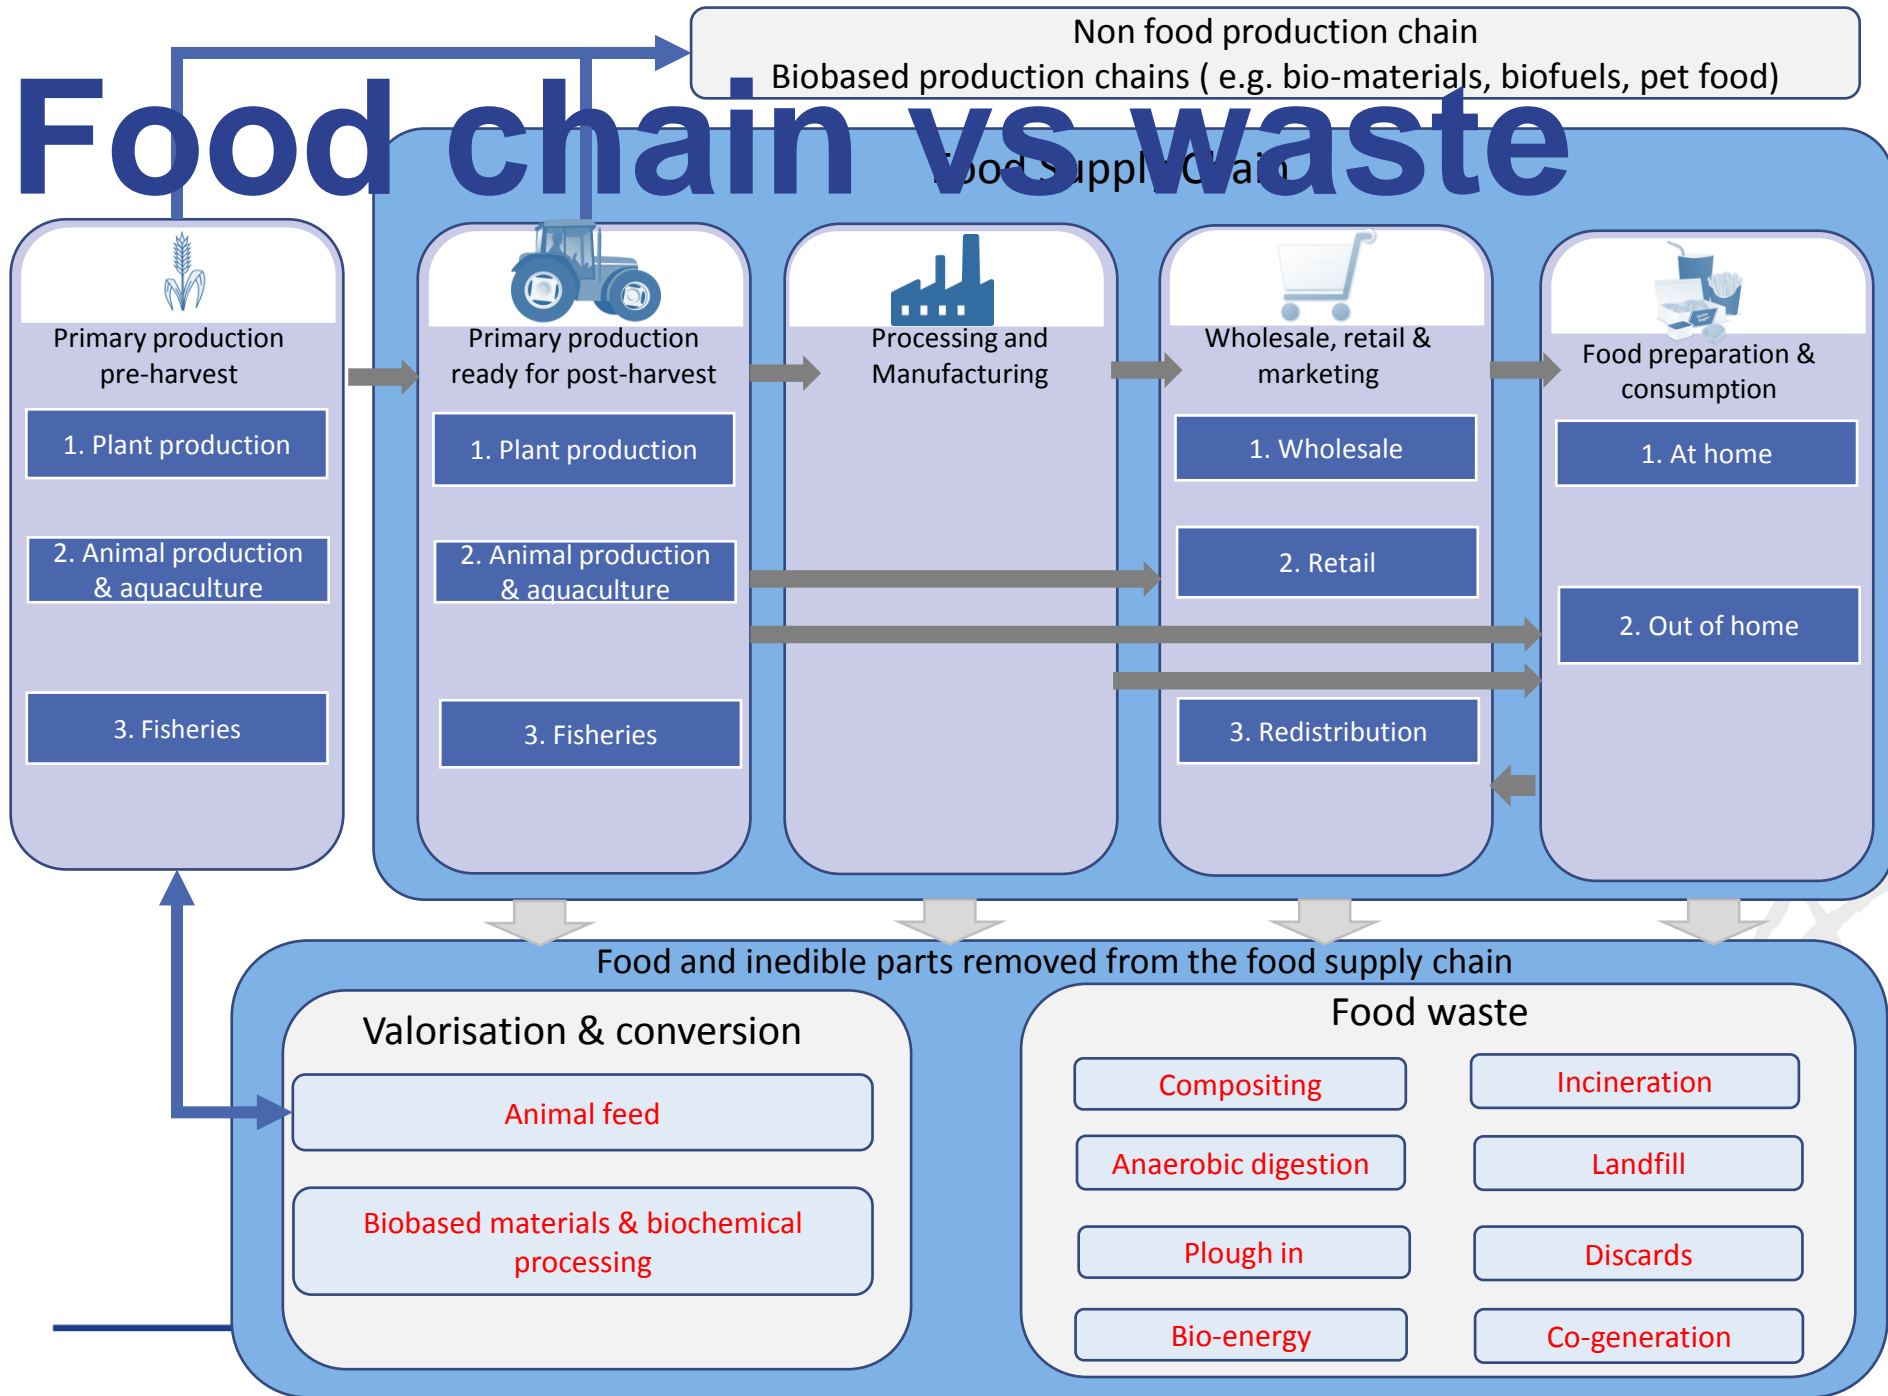 Non food production chain
Biobased production chains ( e.g. bio-materials, biofuels, pet food)
Food chain vs waste
Food Supply Chain
Primary production
pre-harvest
1. Plant production
2. Animal production
& aquaculture
3. Fisheries
Primary production
ready for post-harvest
1. Plant production
2. Animal production
& aquaculture
3. Fisheries
Processing and
Manufacturing
Wholesale, retail &
marketing
1. Wholesale
2. Retail
3. Redistribution
Food preparation &
consumption
1. At home
2. Out of home
Food and inedible parts removed from the food supply chain
Valorisation & conversion
Animal feed
Biobased materials & biochemical
processing
Food waste
Compositing
Incineration
Anaerobic digestion
Landfill
Plough in
Discards
Bio-energy
Co-generation